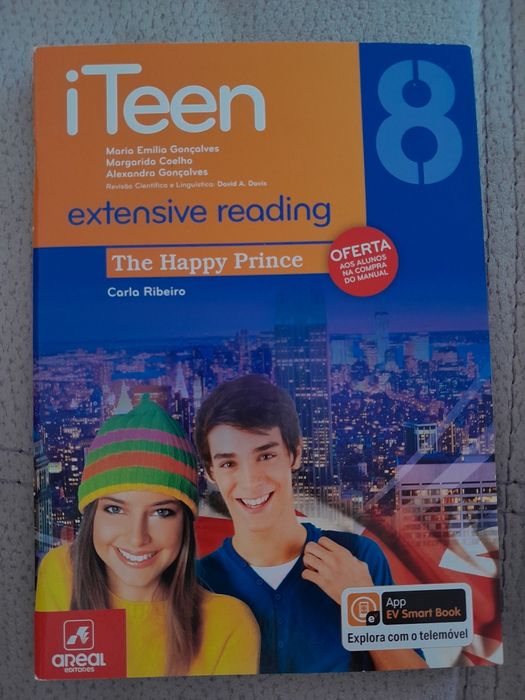 iTeen
8
Maria Emília Gonçalves
Margarida Coelho
Alexandra Gonçalves
Revisão Científica e Linguística: David A. Davis
extensive reading
The Happy Prince
OFERTA
AOS ALUNOS
NA COMPRA
DO MANUAL
Carla Ribeiro
App
EV Smart Book
e
Explora com o telemóvel
areal
EDITORES